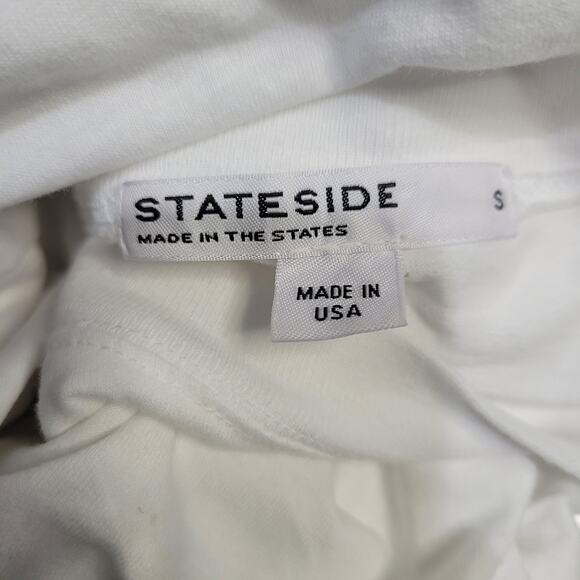 STATESIDE
MADE IN THE STATES
S
MADE IN
USA